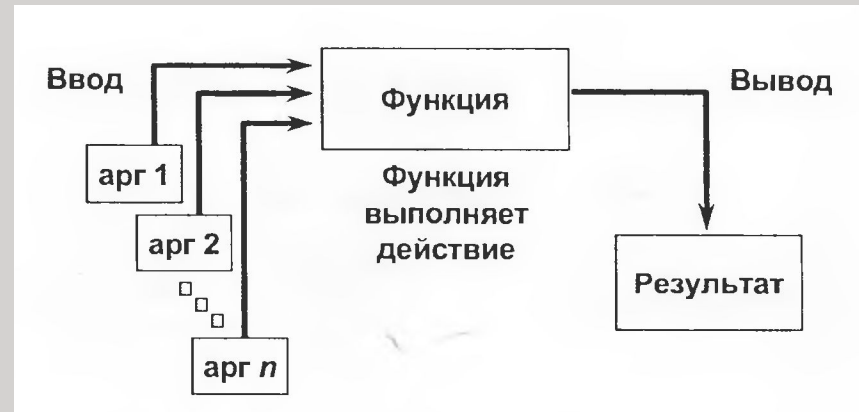 Ввод
Функция
Вывод
арг 1
Функция
выполняет
действие
арг 2
Результат
арг n